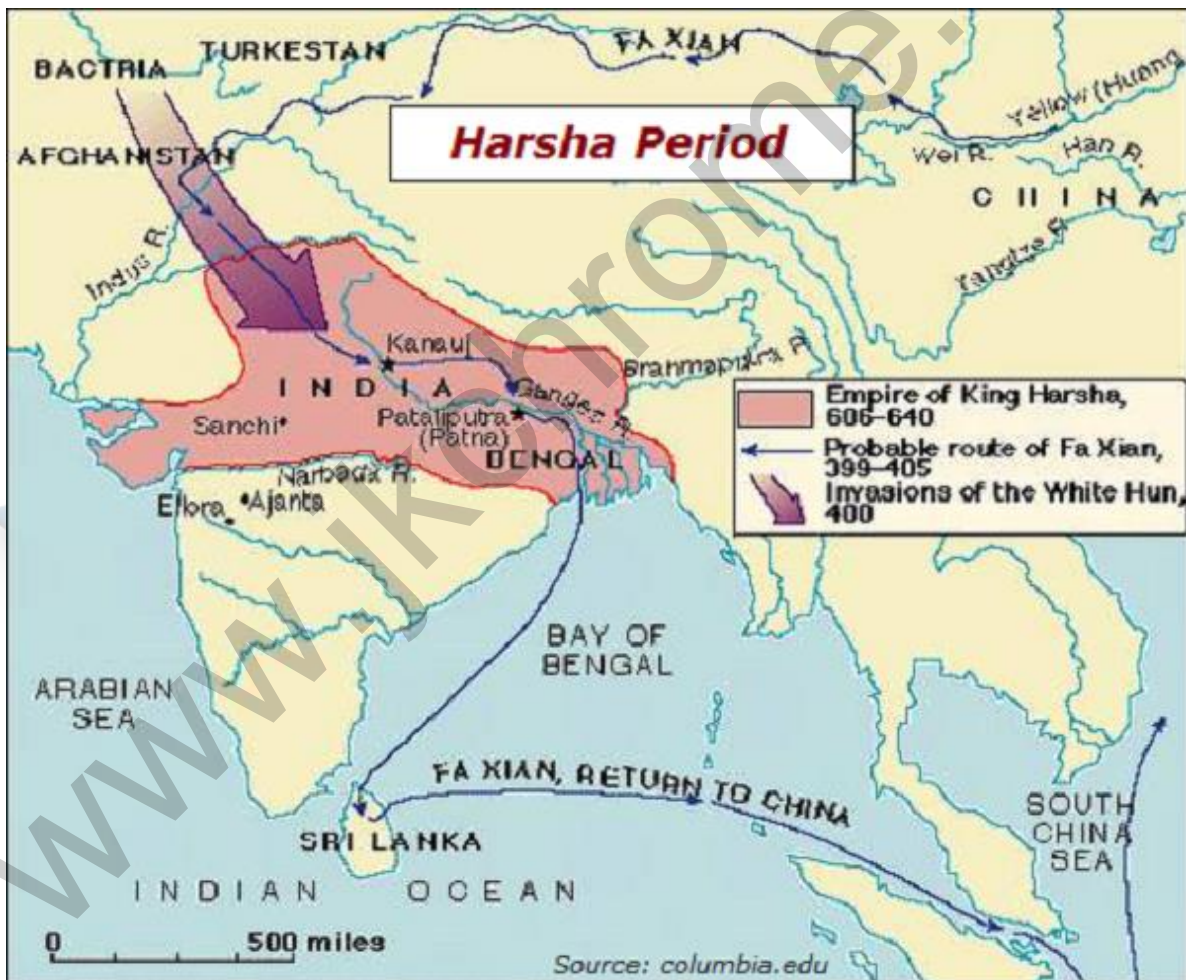 TURKESTAN
FA XIAN
BACTRIA
Harsha Period
Yellow (Huang
AFGHANISTAN
Wei R.
Han R.
CHINA
Indus R.
Yangtze R.
Kanauj
Brahmaputra R.
INDIA
Ganges R.
Sanchi
Pataliputra
(Patna)
BENGAL
Narbada R.
Ellora
Ajanta
Empire of King Harsha,
606–640
Probable route of Fa Xian,
399–405
Invasions of the White Hun,
400
BAY OF
BENGAL
ARABIAN
SEA
FA XIAN, RETURN TO CHINA
SOUTH
CHINA
SEA
SRI LANKA
INDIAN OCEAN
0 500 miles
Source: columbia.edu
www.jkchrome.